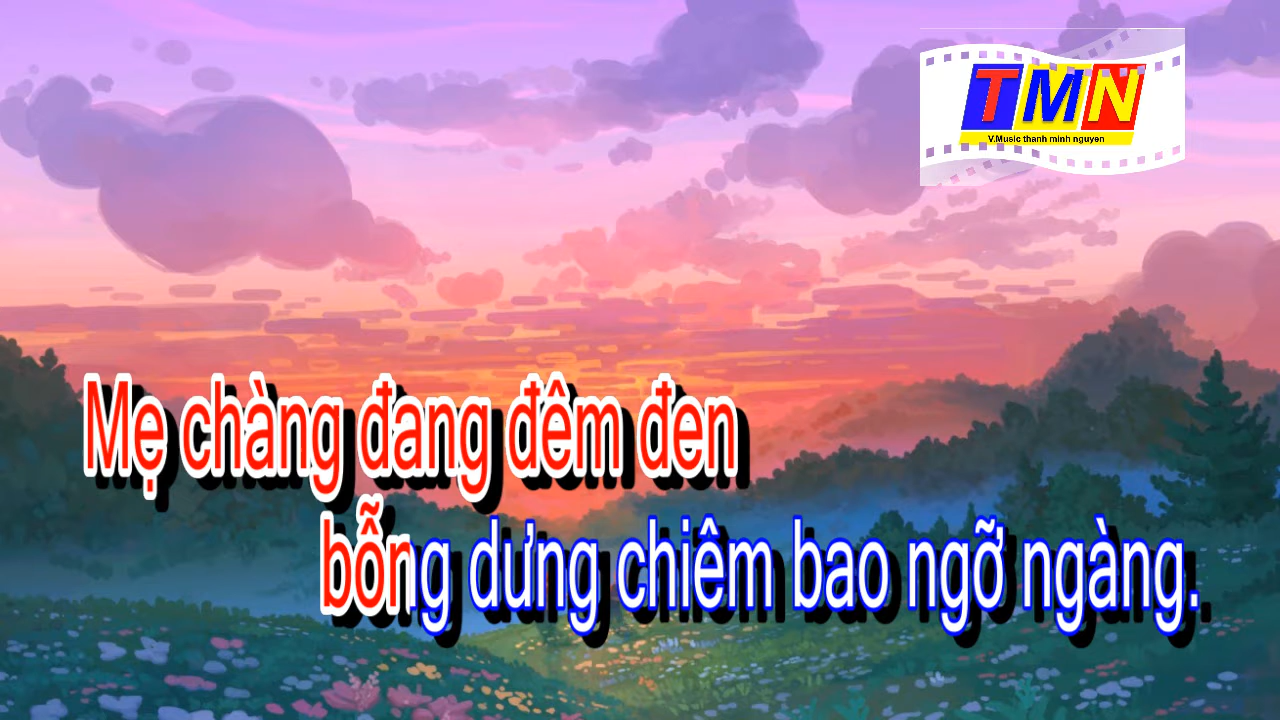 TMN
V.Music thanh minh nguyen
Mẹ chàng đang đêm đen
bỗng dưng chiêm bao ngỡ ngàng.